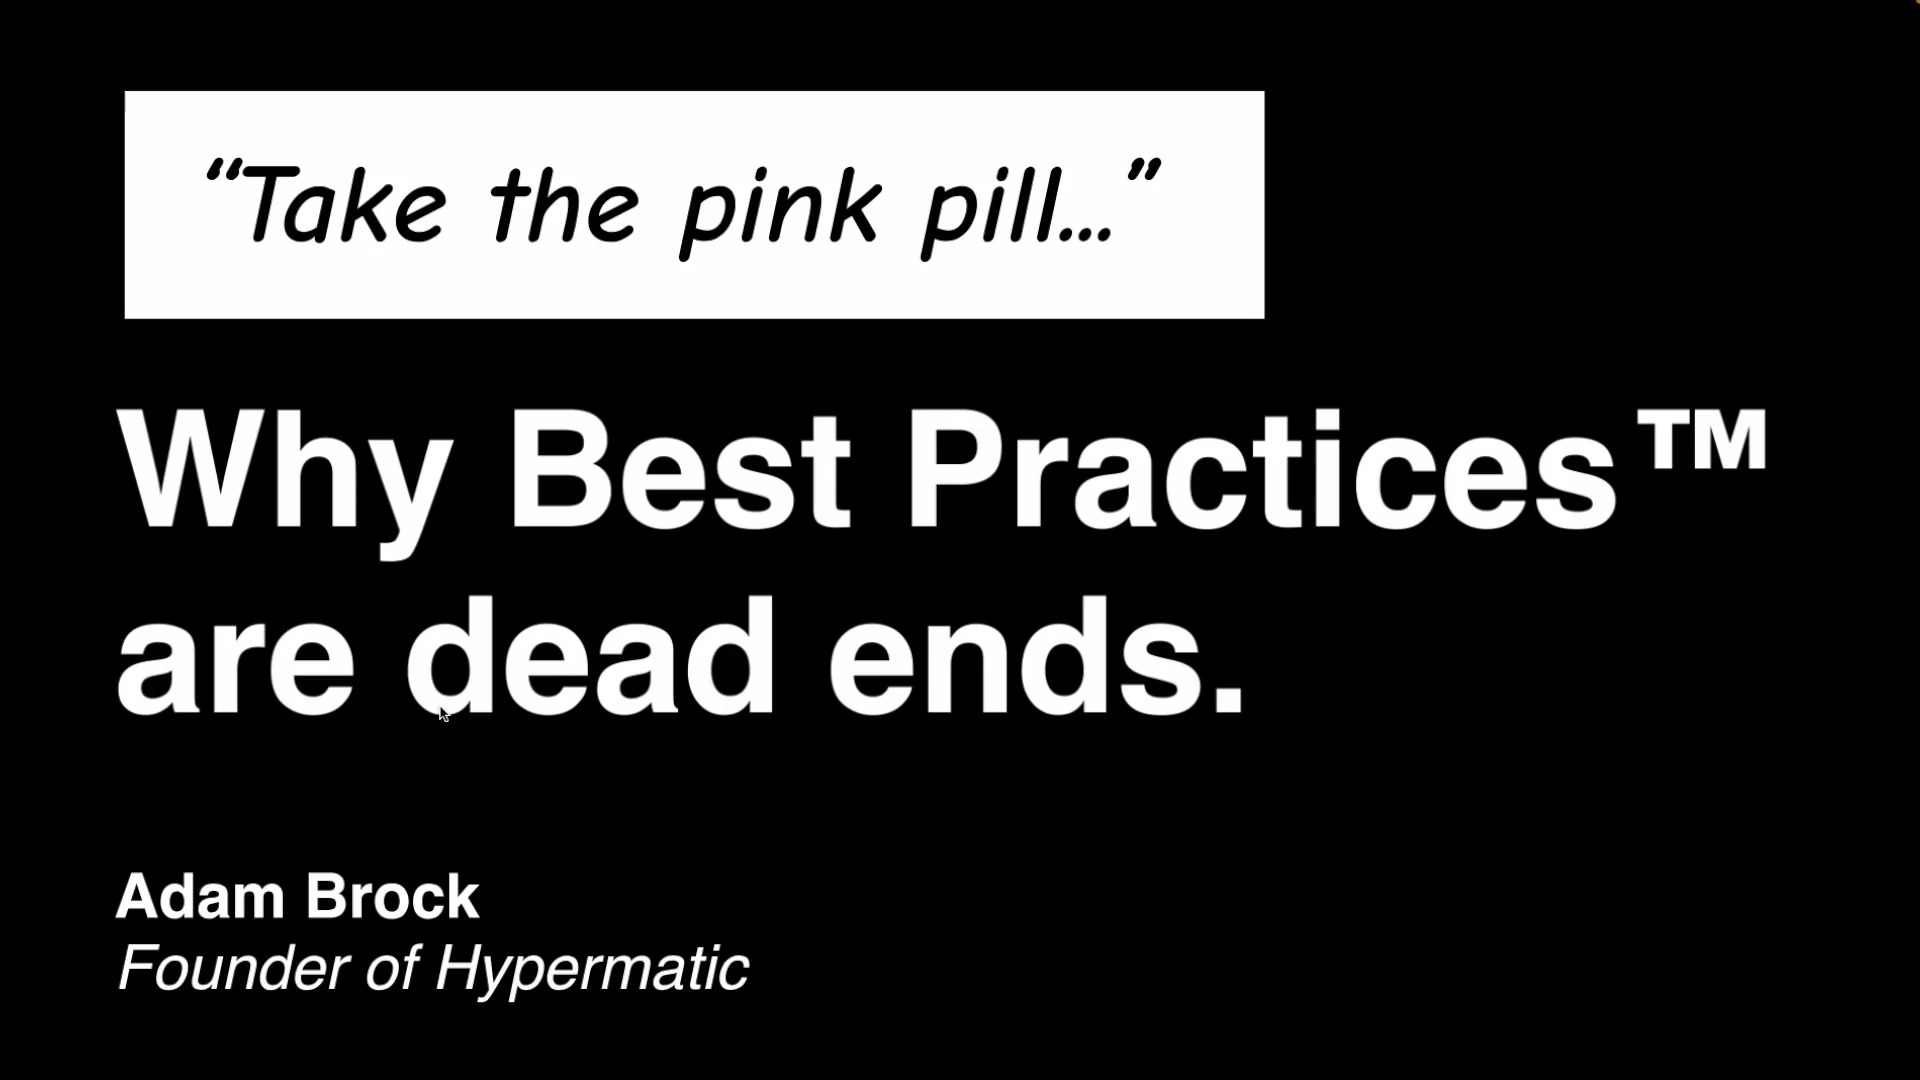 “Take the pink pill...”
Why Best Practices™
are dead ends.
Adam Brock
Founder of Hypermatic